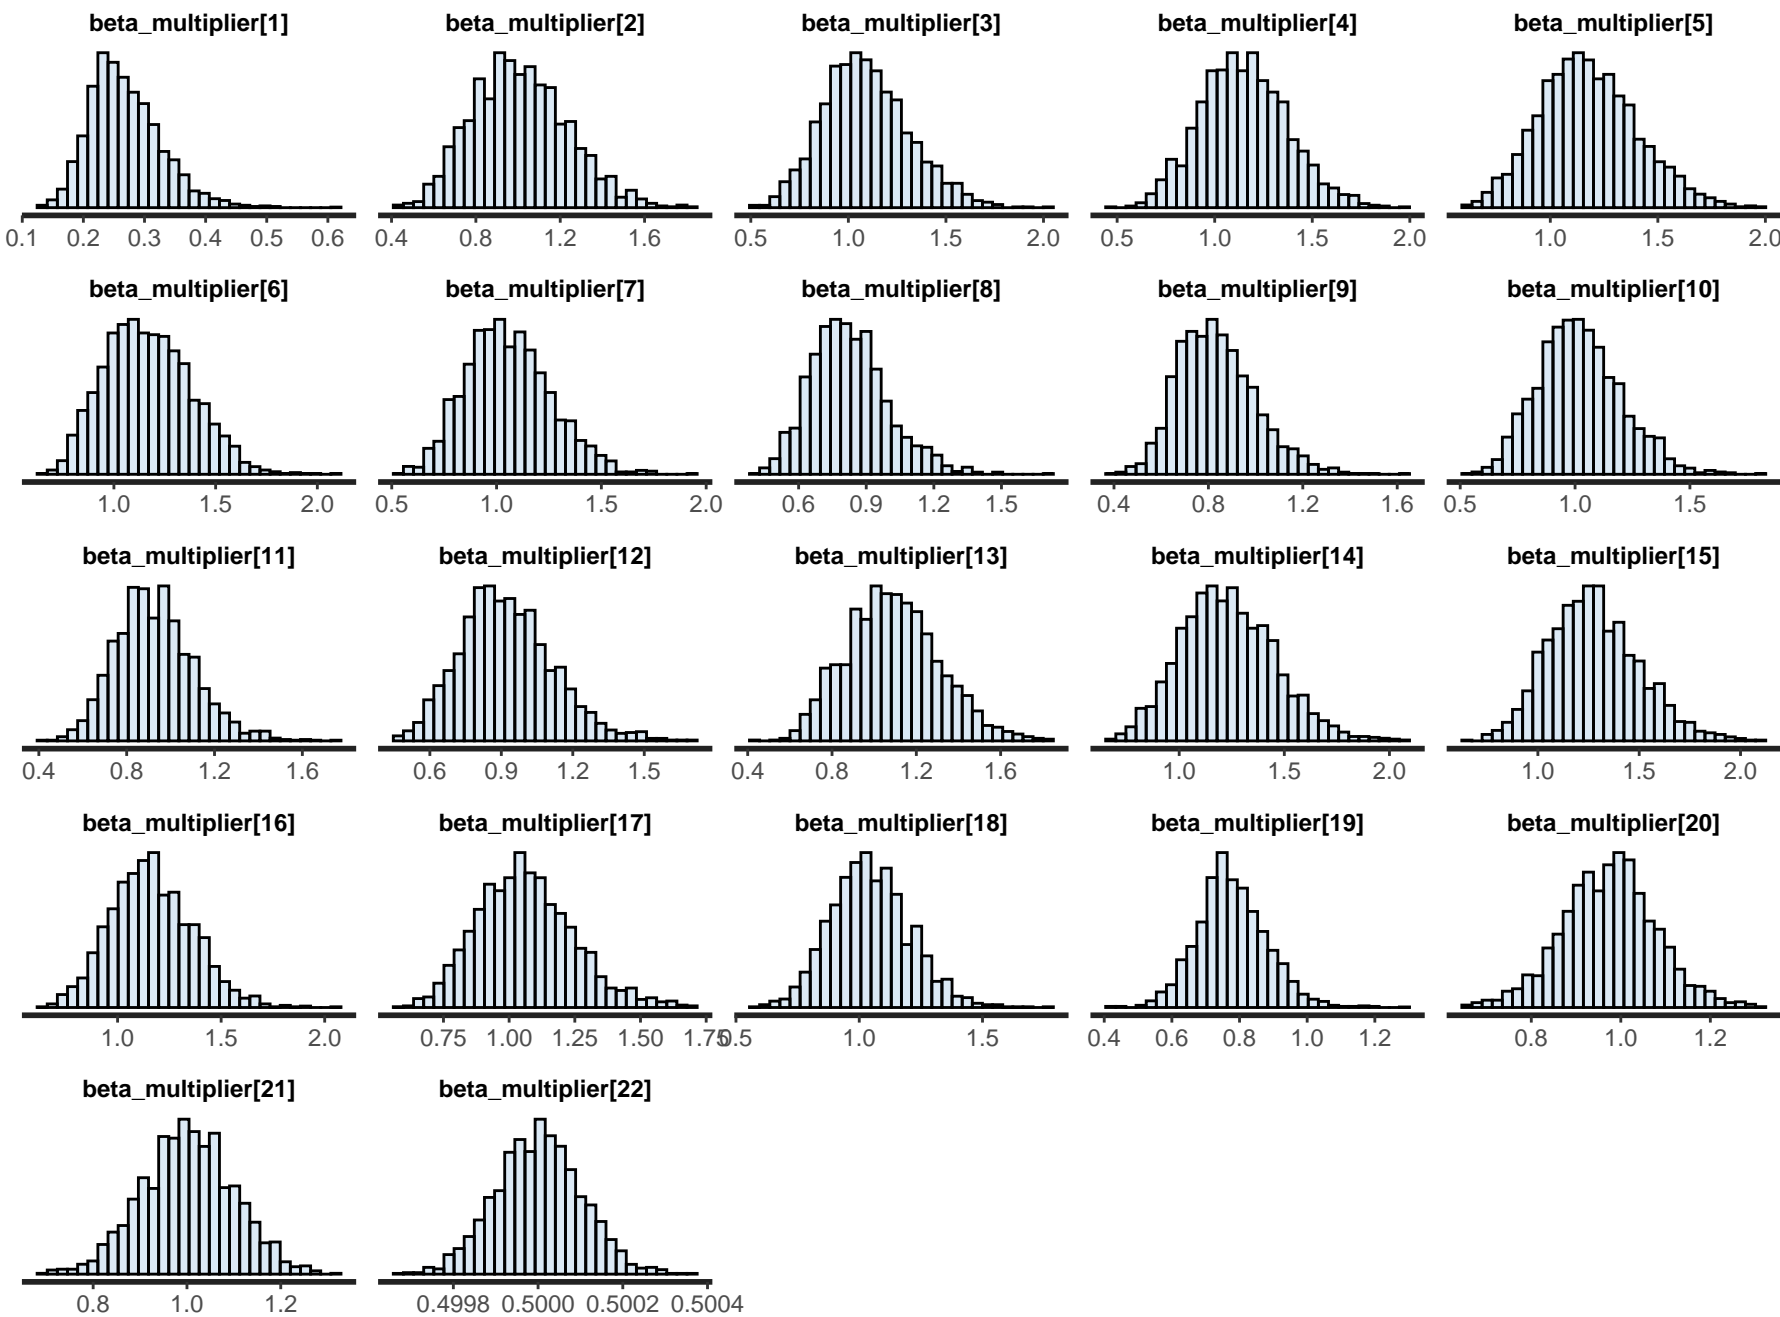 beta_multiplier[1] beta_multiplier[2] beta_multiplier[3] beta_multiplier[4] beta_multiplier[5]
0.1 0.2 0.3 0.4 0.5 0.6 0.4 0.8 1.2 1.6 0.5 1.0 1.5 2.0 0.5 1.0 1.5 2.0 1.0 1.5 2.0
beta_multiplier[6] beta_multiplier[7] beta_multiplier[8] beta_multiplier[9] beta_multiplier[10]
1.0 1.5 2.0 0.5 1.0 1.5 2.0 0.6 0.9 1.2 1.5 0.4 0.8 1.2 1.6 0.5 1.0 1.5
beta_multiplier[11] beta_multiplier[12] beta_multiplier[13] beta_multiplier[14] beta_multiplier[15]
0.4 0.8 1.2 1.6 0.6 0.9 1.2 1.5 0.4 0.8 1.2 1.6 1.0 1.5 2.0 1.0 1.5 2.0
beta_multiplier[16] beta_multiplier[17] beta_multiplier[18] beta_multiplier[19] beta_multiplier[20]
1.0 1.5 2.0 0.75 1.00 1.25 1.50 1.75 0.5 1.0 1.5 0.4 0.6 0.8 1.0 1.2 0.8 1.0 1.2
beta_multiplier[21] beta_multiplier[22]
0.8 1.0 1.2 0.4998 0.5000 0.5002 0.5004